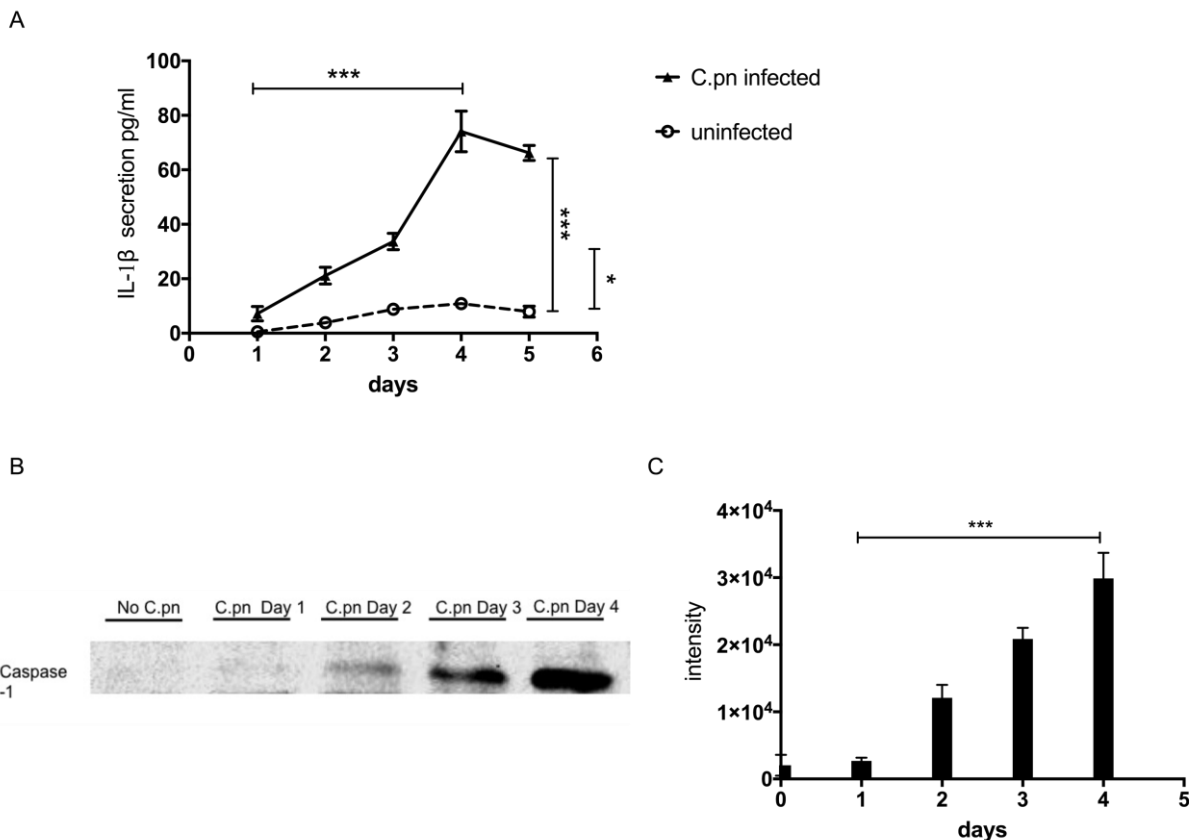 A
100
80
60
40
20
0
IL-1β secretion pg/ml
***
***
*
0 1 2 3 4 5 6
days
C.pn infected
uninfected
B
No C.pn C.pn Day 1 C.pn Day 2 C.pn Day 3 C.pn Day 4
Caspase
-1
C
4×10⁴
3×10⁴
2×10⁴
1×10⁴
0
intensity
***
0 1 2 3 4 5
days